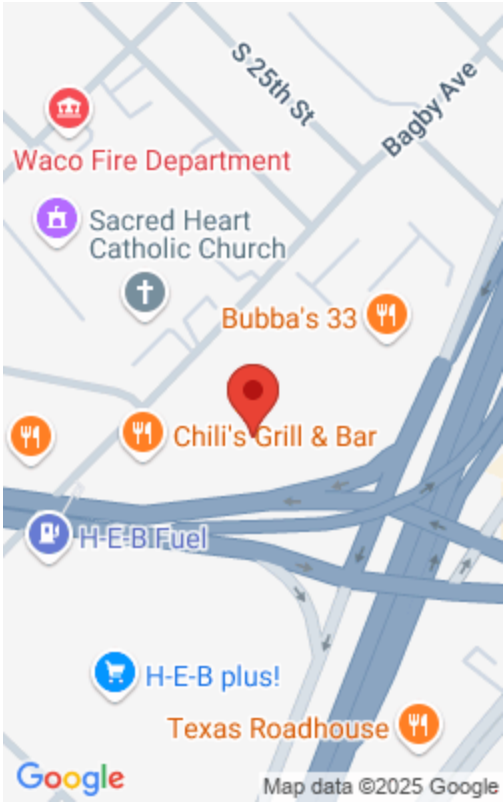 S 25th St
Bagby Ave
Waco Fire Department
Sacred Heart
Catholic Church
Bubba's 33
Chili's Grill & Bar
H-E-B Fuel
H-E-B plus!
Texas Roadhouse
Google
Map data ©2025 Google